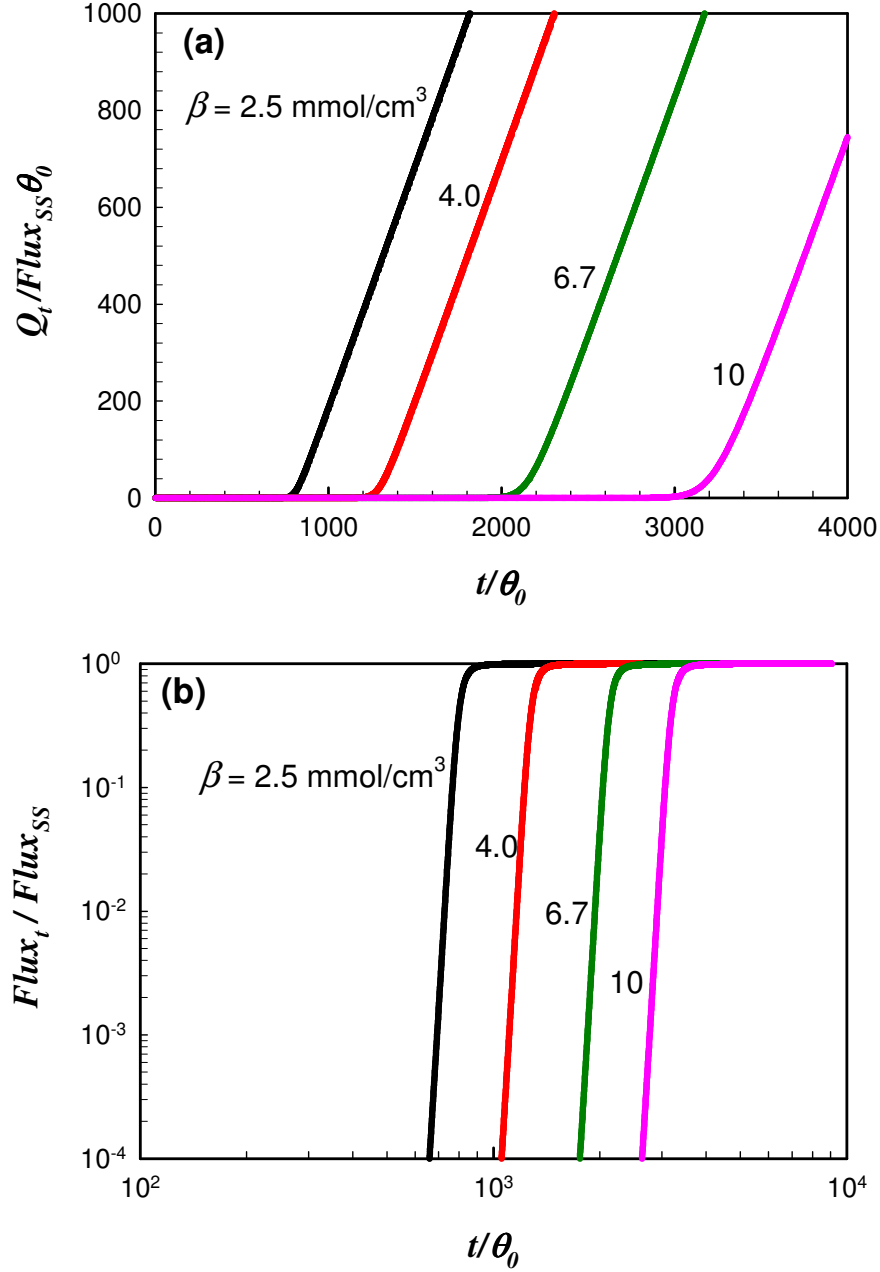 (a)
β = 2.5 mmol/cm³
4.0
6.7
10
1000
800
600
400
200
0
Qt/FluxSSθ0
0 1000 2000 3000 4000
t/θ0
(b)
β = 2.5 mmol/cm³
4.0
6.7
10
10⁰
10⁻¹
10⁻²
10⁻³
10⁻⁴
Fluxt / FluxSS
10² 10³ 10⁴
t/θ0